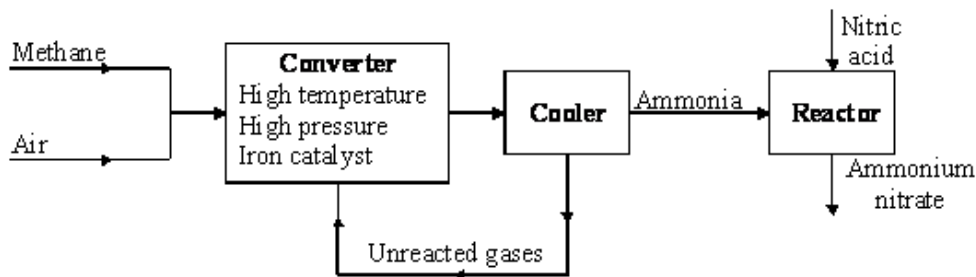 Methane
Air
Converter
High temperature
High pressure
Iron catalyst
Cooler
Ammonia
Nitric
acid
Reactor
Ammonium
nitrate
Unreacted gases